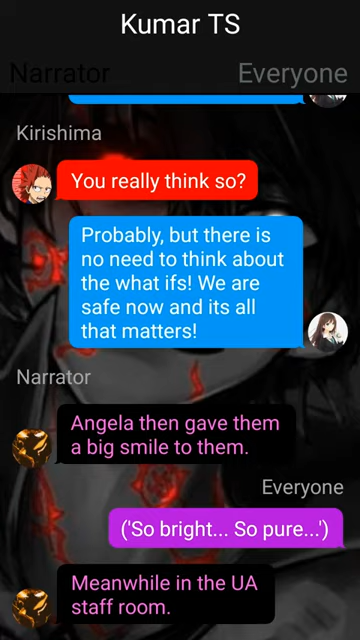 Kumar TS
Narrator
Everyone
Kirishima
You really think so?
Probably, but there is
no need to think about
the what ifs! We are
safe now and its all
that matters!
Narrator
Angela then gave them
a big smile to them.
Everyone
('So bright... So pure...')
Meanwhile in the UA
staff room.